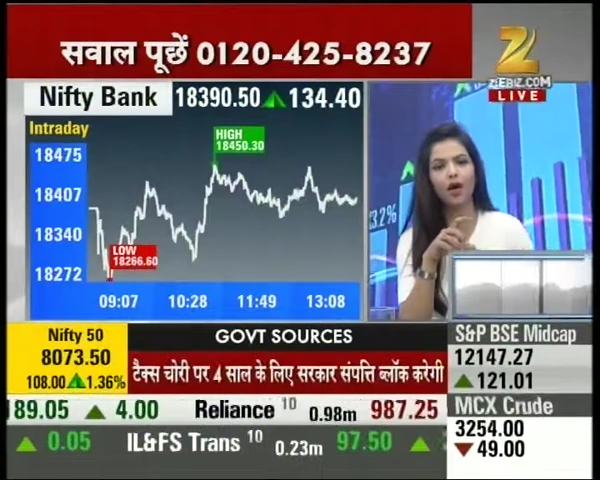 सवाल पूछें 0120-425-8237
Z
ZEEBIZ.COM
LIVE
Nifty Bank 18390.50 134.40
Intraday
18475
18407
18340
18272
HIGH
18450.30
LOW
18266.60
09:07 10:28 11:49 13:08
3.2%
Nifty 50
8073.50
108.00 1.36%
GOVT SOURCES
टैक्स चोरी पर 4 साल के लिए सरकार संपत्ति ब्लॉक करेगी
S&P BSE Midcap
12147.27
121.01
MCX Crude
3254.00
49.00
189.05 4.00 Reliance 10 0.98m 987.25
0.05 IL&FS Trans 10 0.23m 97.50